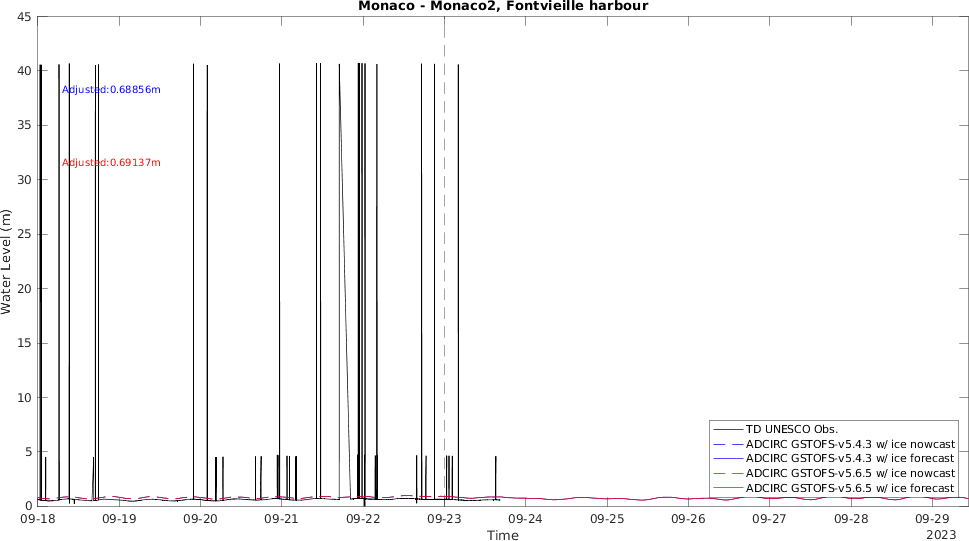 Monaco - Monaco2, Fontvieille harbour
45
40
35
30
25
20
15
10
5
0
Water Level (m)
Adjusted:0.68856m
Adjusted:0.69137m
TD UNESCO Obs.
ADCIRC GSTOFS-v5.4.3 w/ ice nowcast
ADCIRC GSTOFS-v5.4.3 w/ ice forecast
ADCIRC GSTOFS-v5.6.5 w/ ice nowcast
ADCIRC GSTOFS-v5.6.5 w/ ice forecast
09-18 09-19 09-20 09-21 09-22 09-23 09-24 09-25 09-26 09-27 09-28 09-29
Time
2023